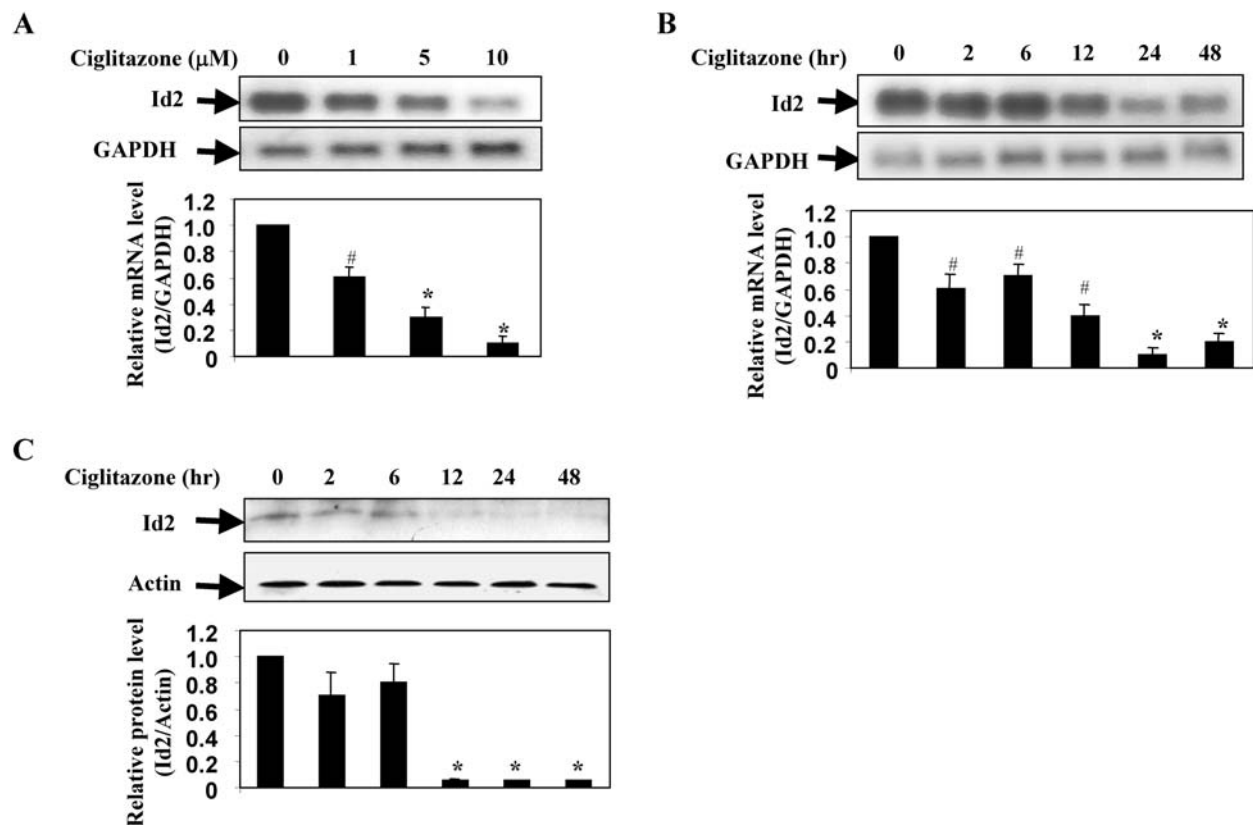 A
Ciglitazone (μM) 0 1 5 10
Id2
GAPDH
Relative mRNA level
(Id2/GAPDH)
1.2
1.0
0.8
0.6
0.4
0.2
0
#
*
*
B
Ciglitazone (hr) 0 2 6 12 24 48
Id2
GAPDH
Relative mRNA level
(Id2/GAPDH)
1.2
1.0
0.8
0.6
0.4
0.2
0
#
#
#
*
*
C
Ciglitazone (hr) 0 2 6 12 24 48
Id2
Actin
Relative protein level
(Id2/Actin)
1.2
1.0
0.8
0.6
0.4
0.2
0
* * *